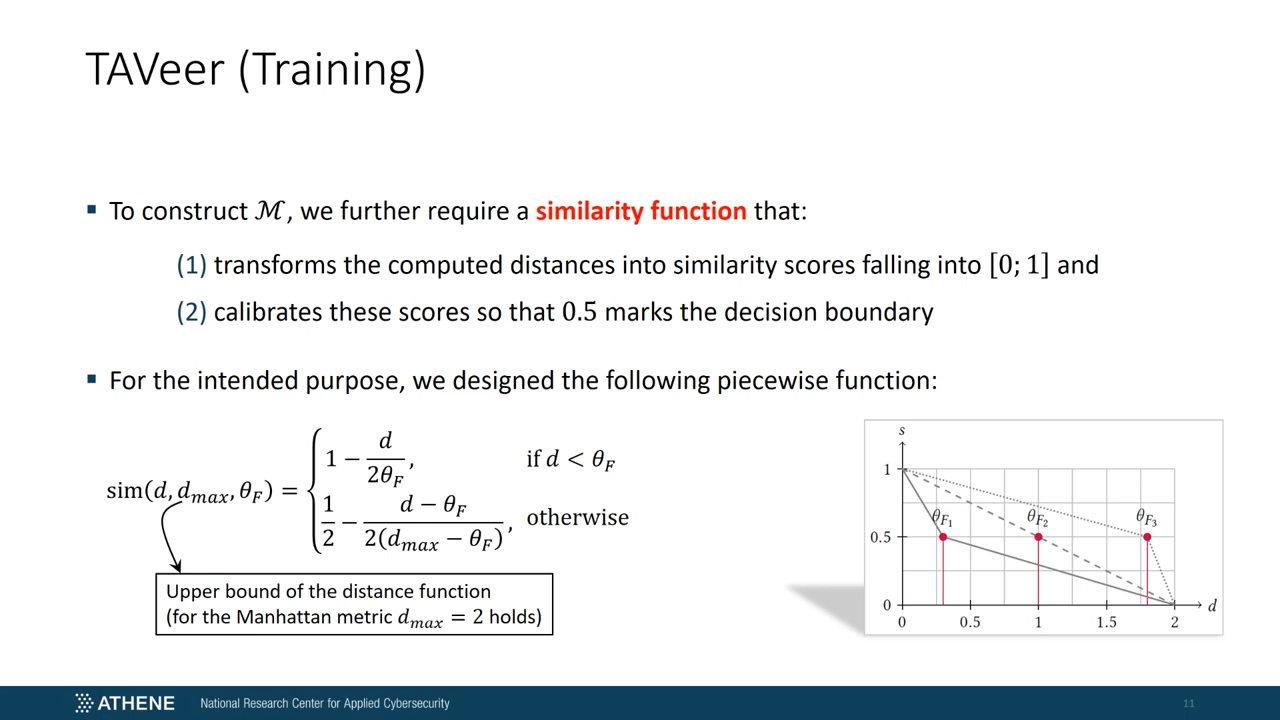 TAVeer (Training)
▪ To construct ℳ, we further require a similarity function that:
(1) transforms the computed distances into similarity scores falling into [0; 1] and
(2) calibrates these scores so that 0.5 marks the decision boundary
▪ For the intended purpose, we designed the following piecewise function:
sim(d, d_max, θ_F) = { 1 − d/(2θ_F), if d < θ_F
1/2 − (d − θ_F)/(2(d_max − θ_F)), otherwise
Upper bound of the distance function
(for the Manhattan metric d_max = 2 holds)
s
1
θ_F1 θ_F2 θ_F3
0.5
0
d
0 0.5 1 1.5 2
ATHENE National Research Center for Applied Cybersecurity 11